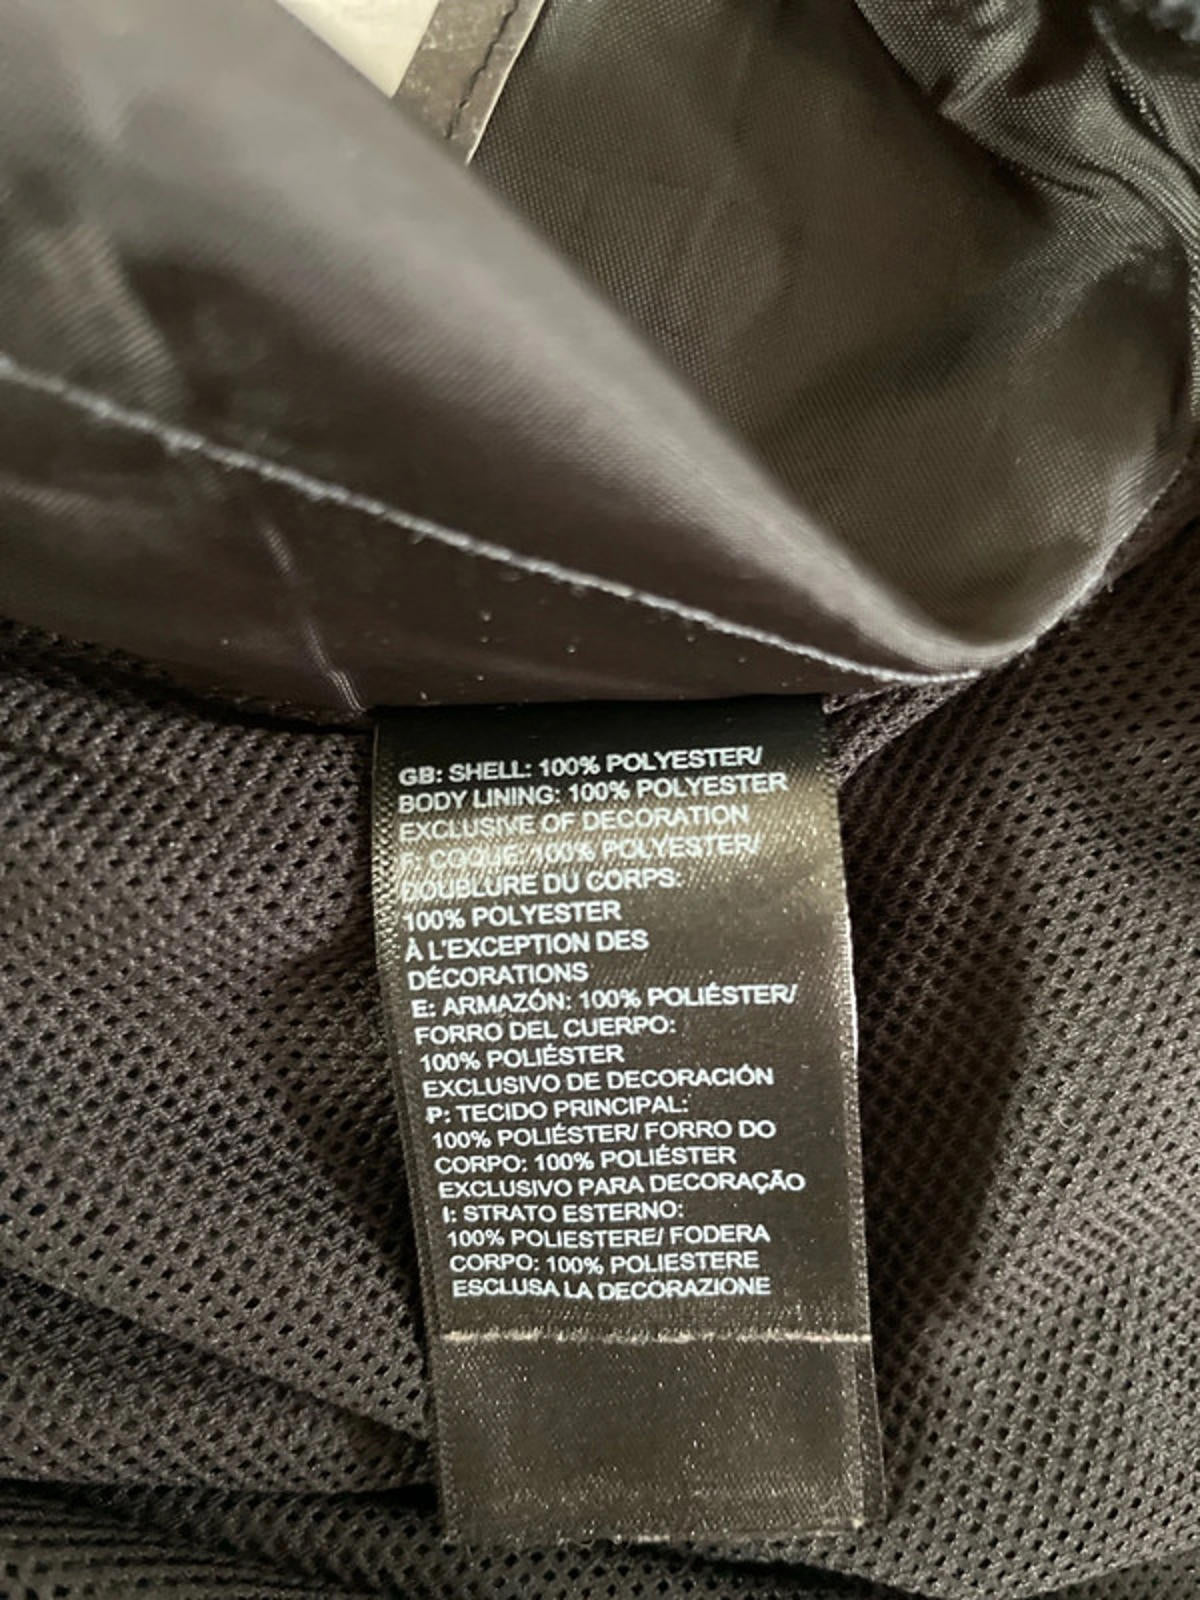 GB: SHELL: 100% POLYESTER/
BODY LINING: 100% POLYESTER
EXCLUSIVE OF DECORATION
F: COQUE: 100% POLYESTER/
DOUBLURE DU CORPS:
100% POLYESTER
À L'EXCEPTION DES
DÉCORATIONS
E: ARMAZÓN: 100% POLIÉSTER/
FORRO DEL CUERPO:
100% POLIÉSTER
EXCLUSIVO DE DECORACIÓN
P: TECIDO PRINCIPAL:
100% POLIÉSTER/ FORRO DO
CORPO: 100% POLIÉSTER
EXCLUSIVO PARA DECORAÇÃO
I: STRATO ESTERNO:
100% POLIESTERE/ FODERA
CORPO: 100% POLIESTERE
ESCLUSA LA DECORAZIONE